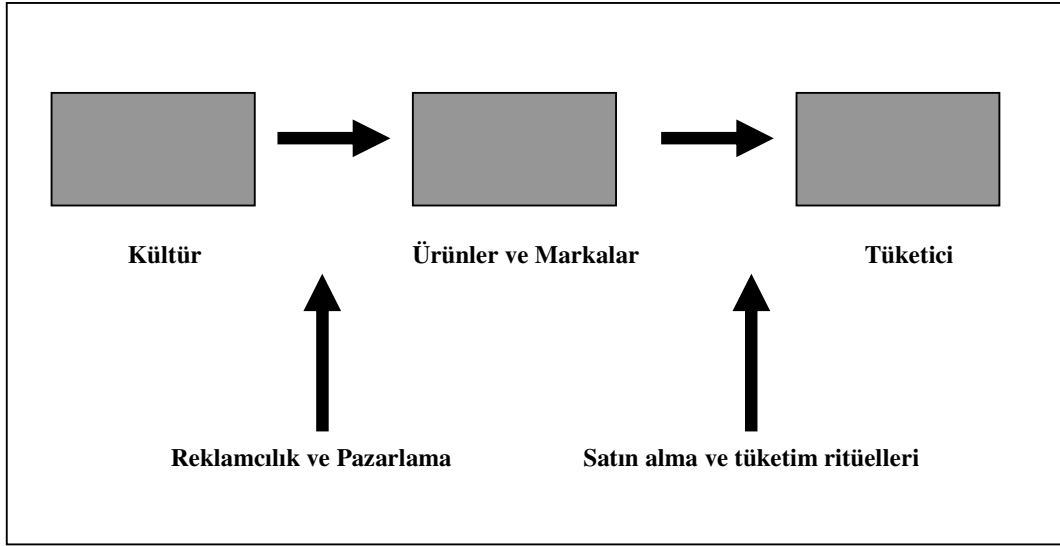 Kültür
Ürünler ve Markalar
Tüketici
Reklamcılık ve Pazarlama
Satın alma ve tüketim ritüelleri